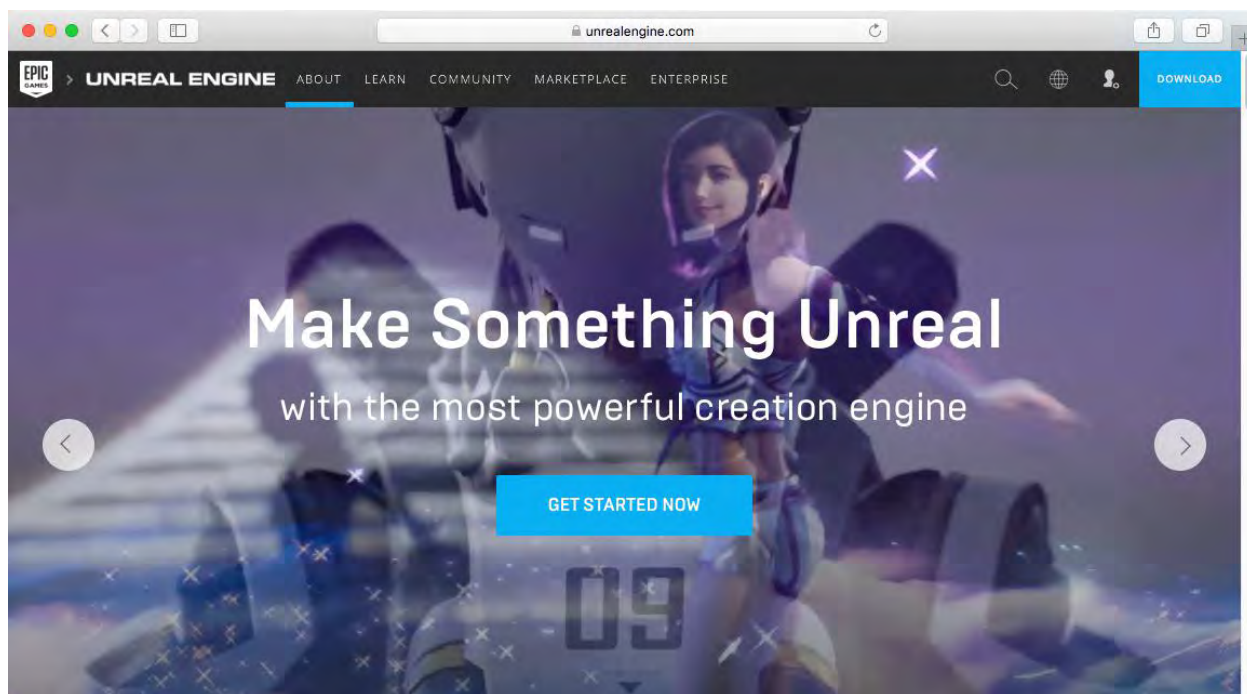 unrealengine.com
EPIC GAMES > UNREAL ENGINE ABOUT LEARN COMMUNITY MARKETPLACE ENTERPRISE DOWNLOAD
Make Something Unreal
with the most powerful creation engine
GET STARTED NOW
09